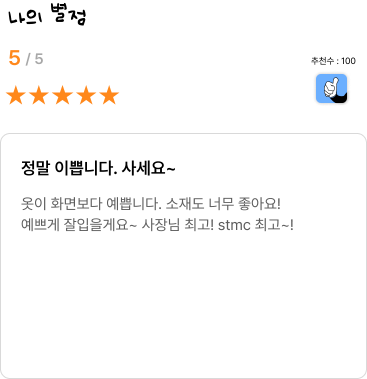 나의 별점
5 / 5
추천수 : 100
정말 이쁩니다. 사세요~
옷이 화면보다 예쁩니다. 소재도 너무 좋아요!
예쁘게 잘입을게요~ 사장님 최고! stmc 최고~!